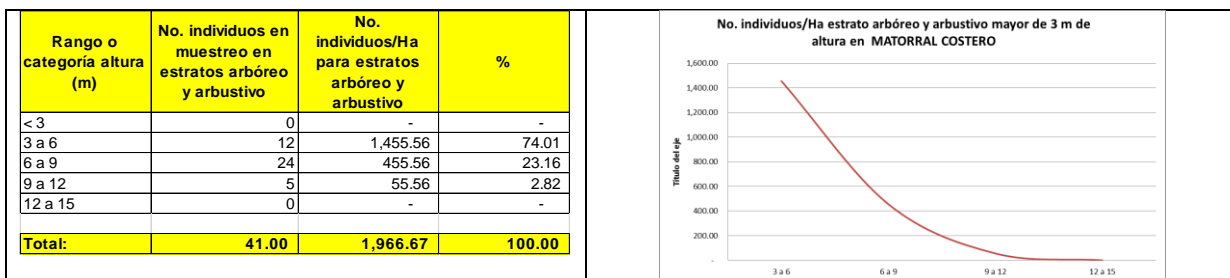 Rango o categoría altura (m) | No. individuos en muestreo en estratos arbóreo y arbustivo | No. individuos/Ha para estratos arbóreo y arbustivo | %
< 3 | 0 | - | -
3 a 6 | 12 | 1,455.56 | 74.01
6 a 9 | 24 | 455.56 | 23.16
9 a 12 | 5 | 55.56 | 2.82
12 a 15 | 0 | - | -
Total: | 41.00 | 1,966.67 | 100.00
No. individuos/Ha estrato arbóreo y arbustivo mayor de 3 m de
altura en MATORRAL COSTERO
Título del eje
1,600.00
1,400.00
1,200.00
1,000.00
800.00
600.00
400.00
200.00
-
3 a 6
6 a 9
9 a 12
12 a 15